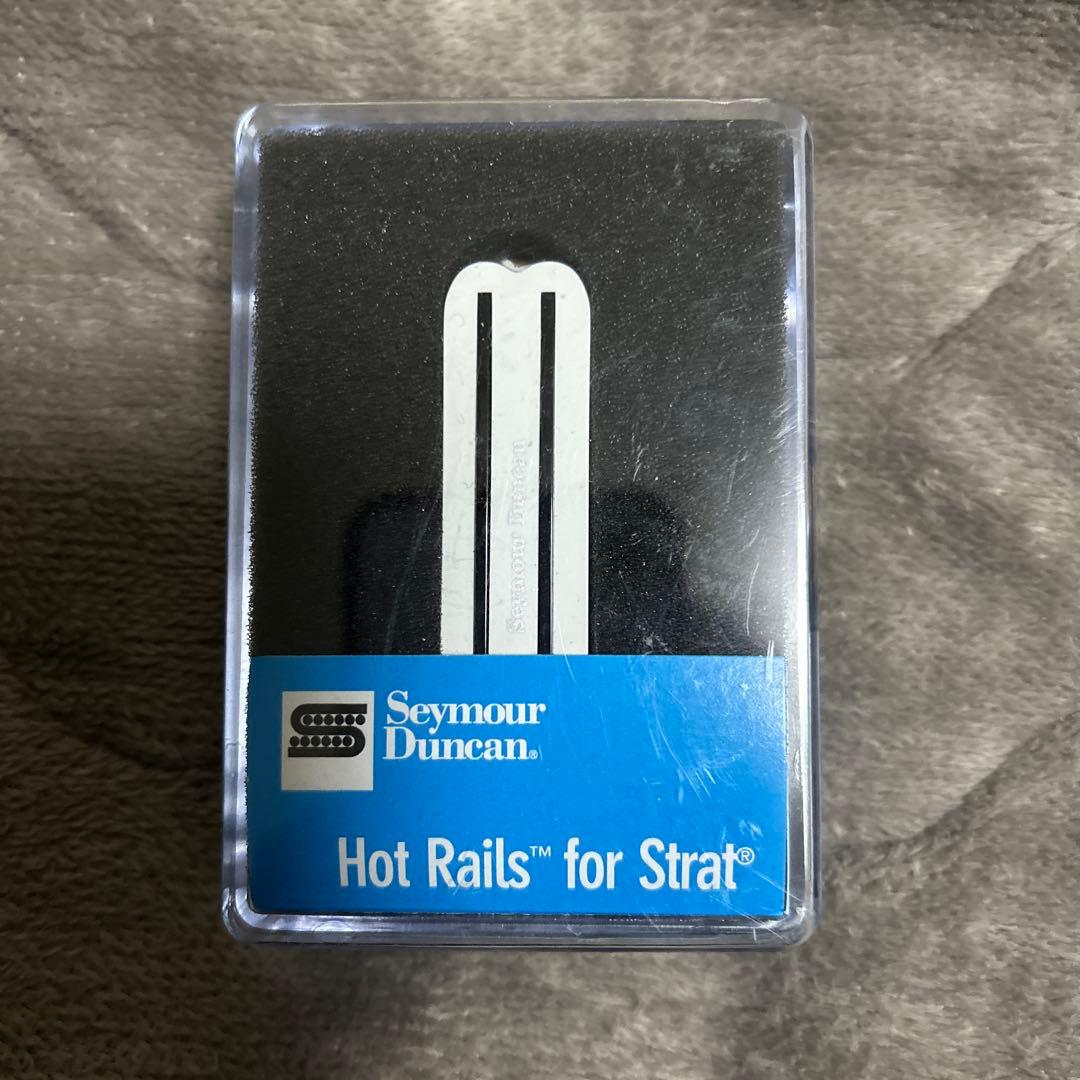 Seymour Duncan
Seymour
Duncan®
Hot Rails™ for Strat®